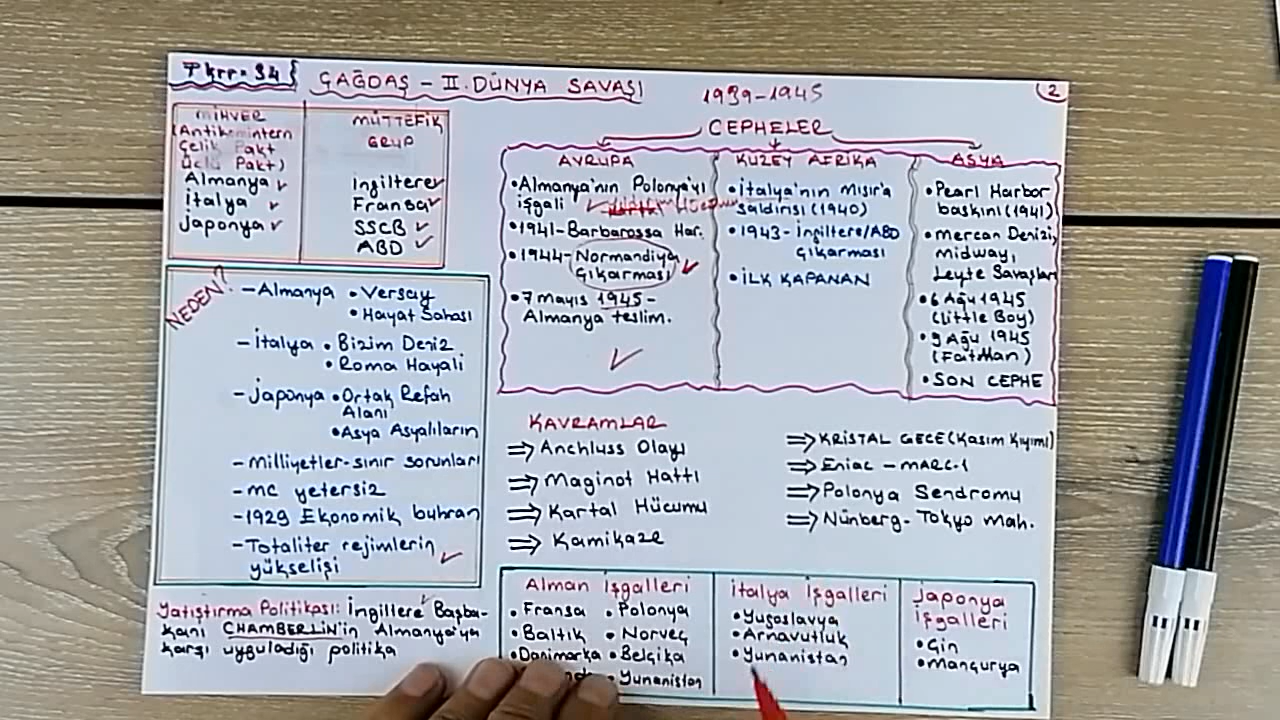 ÇAĞDAŞ - II. DÜNYA SAVAŞI 1939-1945
2
MİHVER
(Antikomintern
Çelik Pakt
Üçlü Pakt)
Almanya
İtalya
Japonya
MÜTTEFİK
GRUP
İngiltere
Fransa
SSCB
ABD
NEDEN?
- Almanya • Versay
• Hayat Sahası
- İtalya • Bizim Deniz
• Roma Hayali
- Japonya • Ortak Refah
Alanı
• Asya Asyalıların
- Milliyetler-sınır sorunları
- MC yetersiz
- 1929 Ekonomik buhran
- Totaliter rejimlerin
yükselişi
Yatıştırma Politikası: İngiltere Başba-
kanı CHAMBERLİN'in Almanya'ya
karşı uyguladığı politika
CEPHELER
AVRUPA
• Almanya'nın Polonya'yı
işgali
• 1941-Barbarossa Har.
• 1944-Normandiya
Çıkarması
• 7 Mayıs 1945-
Almanya teslim.
KUZEY AFRİKA
• İtalya'nın Mısır'a
saldırısı (1940)
• 1943-İngiltere/ABD
Çıkarması
• İLK KAPANAN
ASYA
• Pearl Harbor
baskını (1941)
• Mercan Denizi,
midway,
Leyte Savaşları
• 6 Ağu 1945
(Little Boy)
• 9 Ağu 1945
(FaitMan)
• SON CEPHE
KAVRAMLAR
⇒ Anchluss Olayı
⇒ Maginot Hattı
⇒ Kartal Hücumu
⇒ Kamikaze
⇒ KRİSTAL GECE (Kasım Kıyımı)
⇒ Eniac - MARC-1
⇒ Polonya Sendromu
⇒ Nünberg-Tokyo Mah.
Alman İşgalleri
• Fransa • Polonya
• Baltık • Norveç
• Danimarka • Belçika
• Yunanistan
İtalya İşgalleri
• Yugoslavya
• Arnavutluk
• Yunanistan
Japonya
İşgalleri
• Çin
• Mançurya